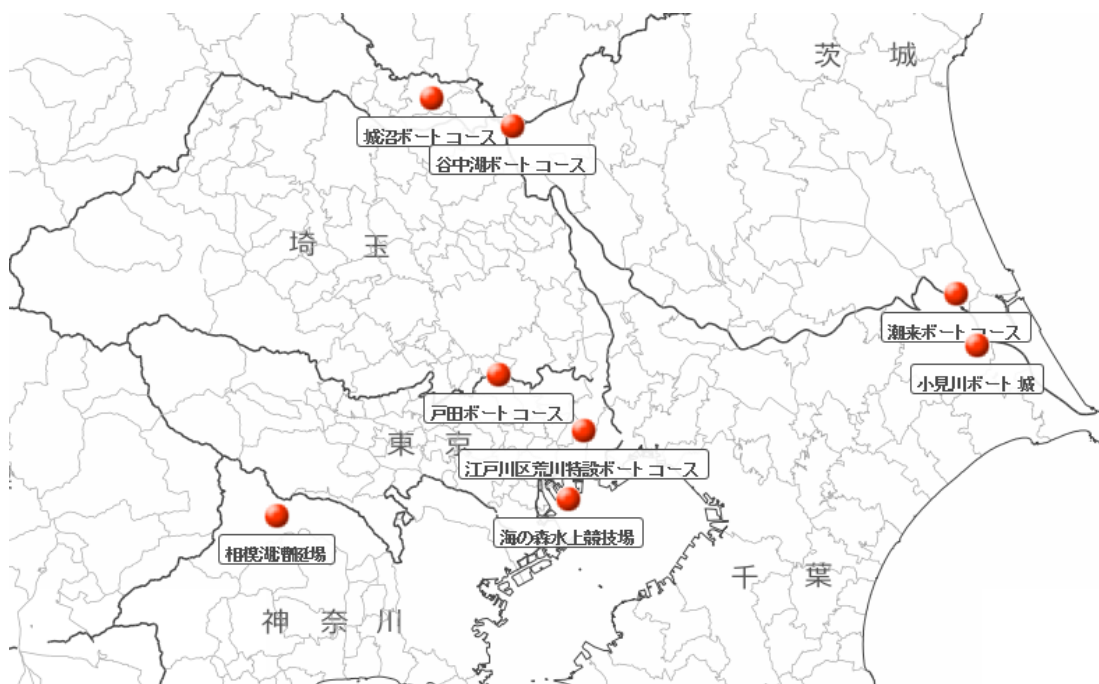 茨城
城沼ボートコース
谷中湖ボートコース
埼玉
潮来ボートコース
小見川ボート城
戸田ボートコース
東京
江戸川区荒川特設ボートコース
海の森水上競技場
相模湖漕艇場
千葉
神奈川